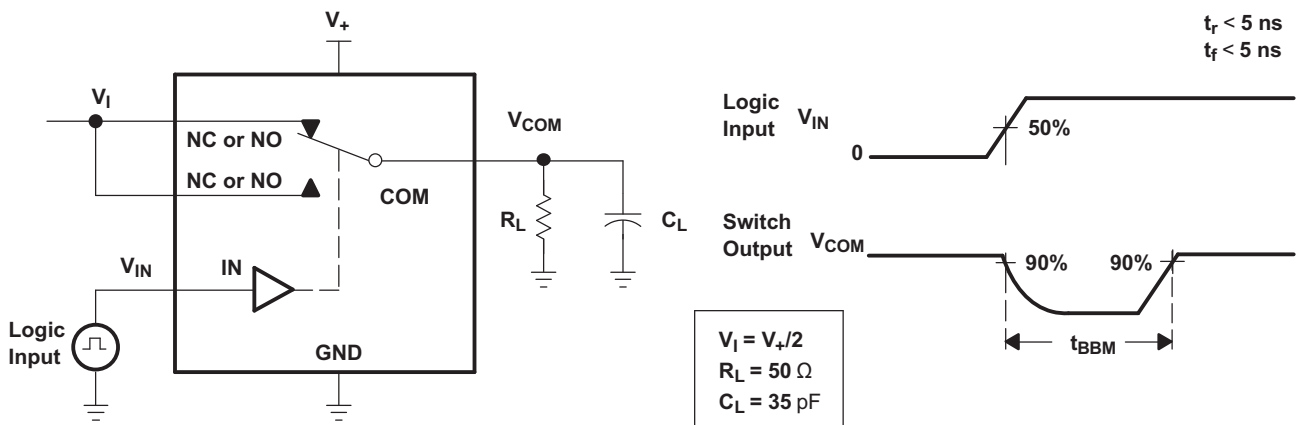 V+
VI
NC or NO
NC or NO
VCOM
COM
RL
CL
VIN
IN
Logic
Input
GND
tr < 5 ns
tf < 5 ns
Logic
Input
VIN
50%
0
Switch
Output
VCOM
90%
90%
tBBM
VI = V+/2
RL = 50 Ω
CL = 35 pF